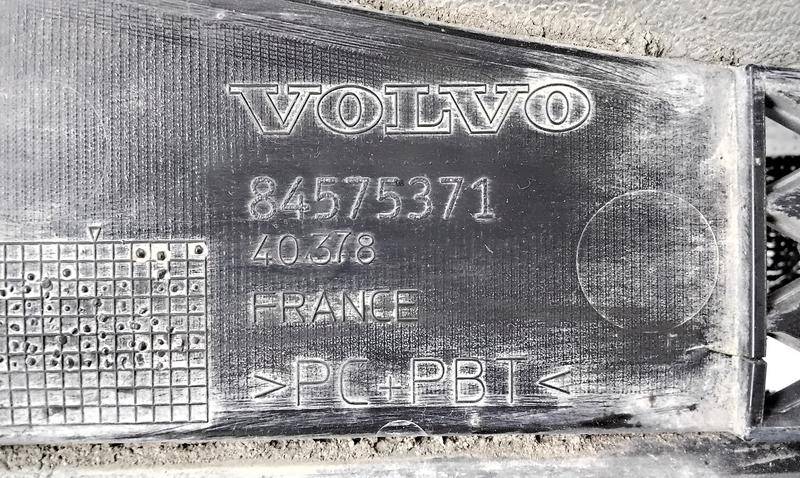 VOLVO
84575371
40378
FRANCE
>PC+PBT<